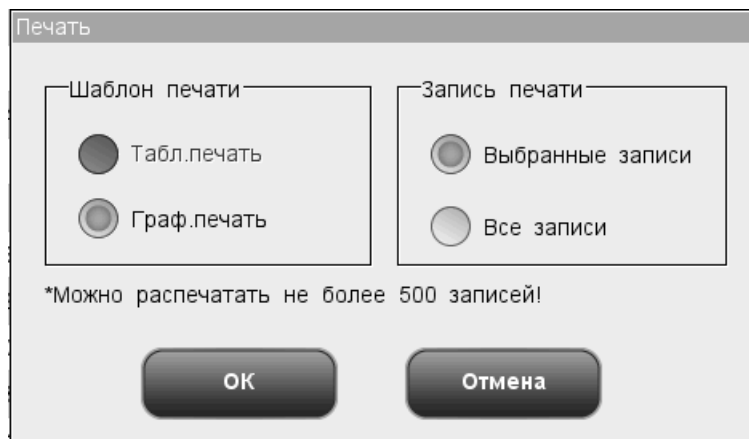 Печать
Шаблон печати
Табл.печать
Граф.печать
Запись печати
Выбранные записи
Все записи
*Можно распечатать не более 500 записей!
ОК
Отмена